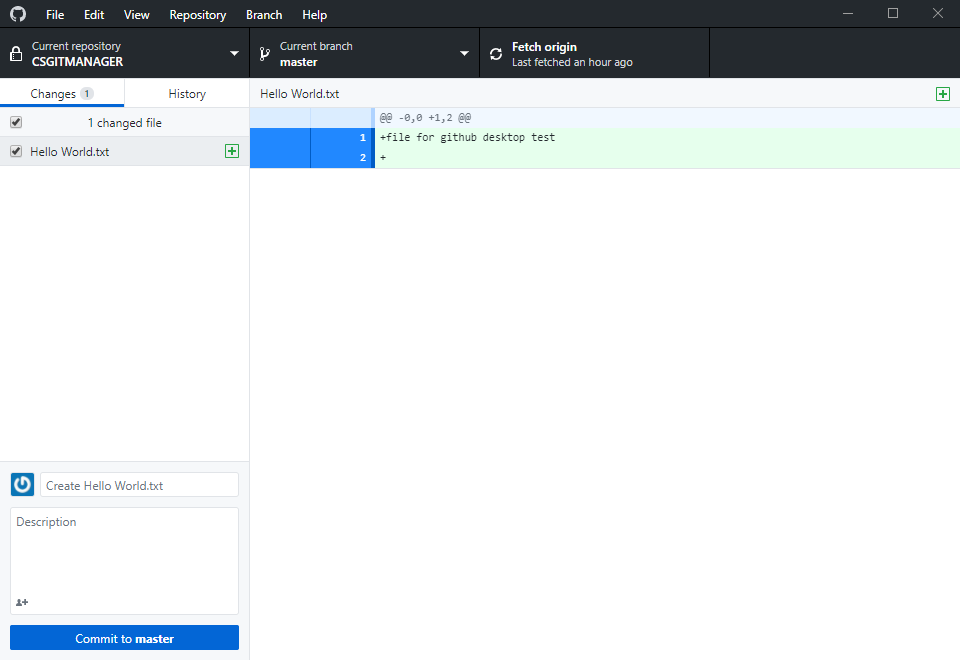 File Edit View Repository Branch Help
Current repository
CSGITMANAGER
Current branch
master
Fetch origin
Last fetched an hour ago
Changes 1
History
Hello World.txt
1 changed file
Hello World.txt
@@ -0,0 +1,2 @@
1 +file for github desktop test
2 +
Create Hello World.txt
Description
Commit to master